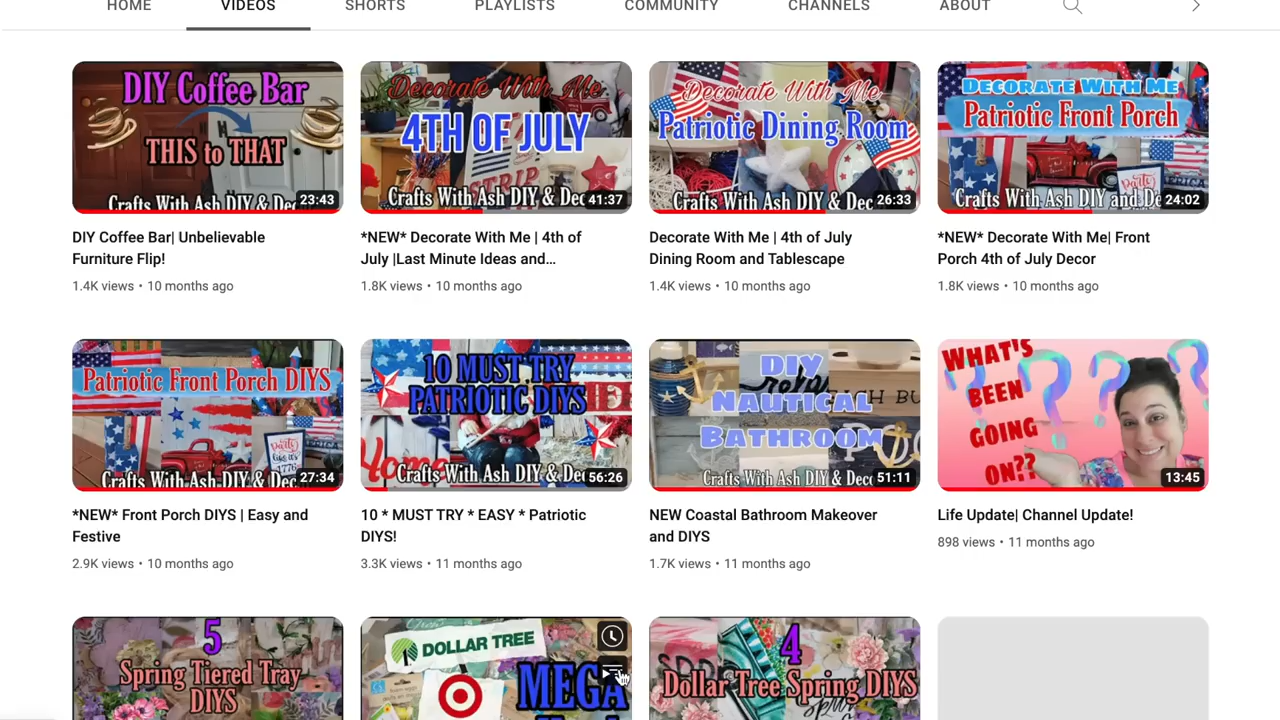 HOME VIDEOS SHORTS PLAYLISTS COMMUNITY CHANNELS ABOUT
DIY Coffee Bar
THIS to THAT
Crafts With Ash DIY & Dec
23:43
DIY Coffee Bar| Unbelievable
Furniture Flip!
1.4K views • 10 months ago
Decorate With Me
4TH OF JULY
STRIP
Crafts With Ash DIY & Dec
41:37
*NEW* Decorate With Me | 4th of
July |Last Minute Ideas and...
1.8K views • 10 months ago
Decorate With Me
Patriotic Dining Room
Crafts With Ash DIY & Dec
26:33
Decorate With Me | 4th of July
Dining Room and Tablescape
1.4K views • 10 months ago
DECORATE WITH ME
Patriotic Front Porch
Party
Crafts With Ash DIY and De
24:02
*NEW* Decorate With Me| Front
Porch 4th of July Decor
1.8K views • 10 months ago
Patriotic Front Porch DIYS
Party
like it's
1776
Crafts With Ash DIY & Dec
27:34
*NEW* Front Porch DIYS | Easy and
Festive
2.9K views • 10 months ago
10 MUST TRY
PATRIOTIC DIYS
Home
Crafts With Ash DIY & Dec
56:26
10 * MUST TRY * EASY * Patriotic
DIYS!
3.3K views • 11 months ago
DIY
NAUTICAL
BATHROOM
Crafts With Ash DIY & Dec
51:11
NEW Coastal Bathroom Makeover
and DIYS
1.7K views • 11 months ago
WHAT'S
BEEN
GOING
ON??
13:45
Life Update| Channel Update!
898 views • 11 months ago
5
Spring Tiered Tray
DIYS
DOLLAR TREE
MEGA
4
Dollar Tree Spring DIYS